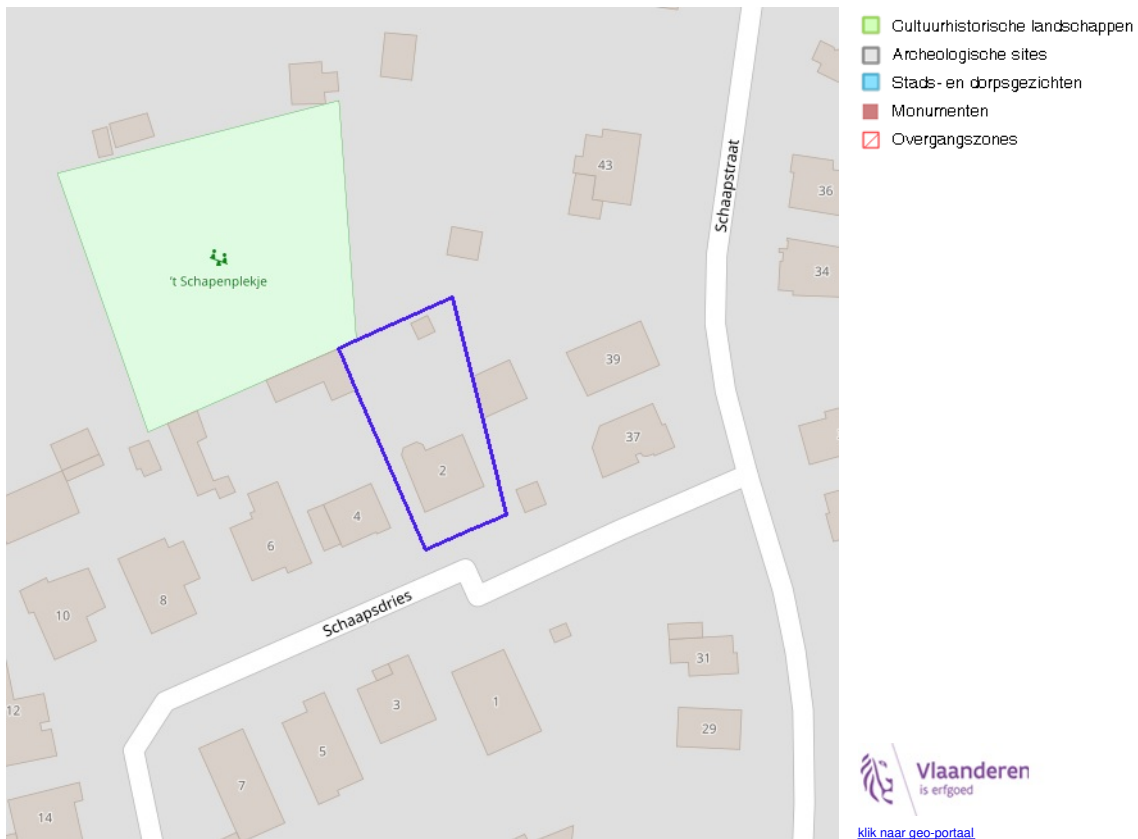 Cultuurhistorische landschappen
Archeologische sites
Stads- en dorpsgezichten
Monumenten
Overgangszones
43
Schaapstraat
36
34
't Schapenplekje
39
37
2
4
6
8
10
Schaapsdries
12
14
7
5
3
1
31
29
Vlaanderen
is erfgoed
klik naar geo-portaal